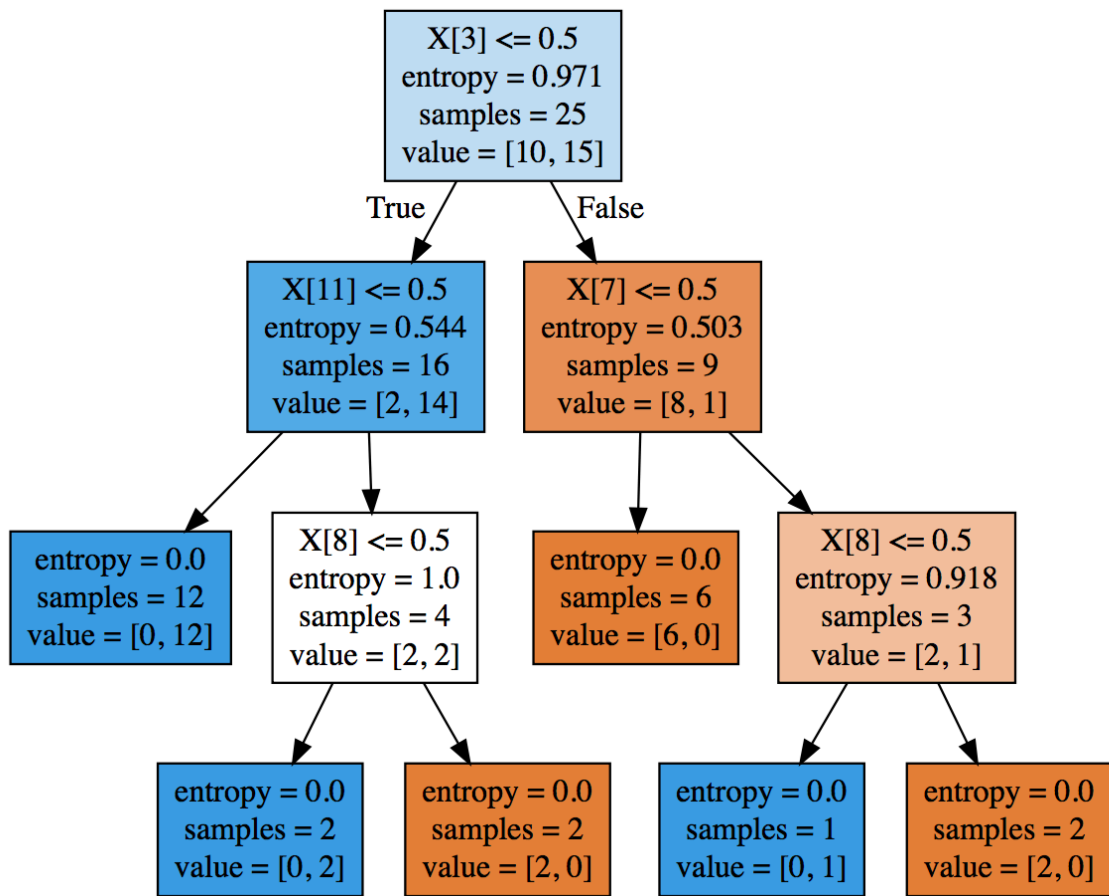 X[3] <= 0.5
entropy = 0.971
samples = 25
value = [10, 15]
True
False
X[11] <= 0.5
entropy = 0.544
samples = 16
value = [2, 14]
X[7] <= 0.5
entropy = 0.503
samples = 9
value = [8, 1]
entropy = 0.0
samples = 12
value = [0, 12]
X[8] <= 0.5
entropy = 1.0
samples = 4
value = [2, 2]
entropy = 0.0
samples = 6
value = [6, 0]
X[8] <= 0.5
entropy = 0.918
samples = 3
value = [2, 1]
entropy = 0.0
samples = 2
value = [0, 2]
entropy = 0.0
samples = 2
value = [2, 0]
entropy = 0.0
samples = 1
value = [0, 1]
entropy = 0.0
samples = 2
value = [2, 0]